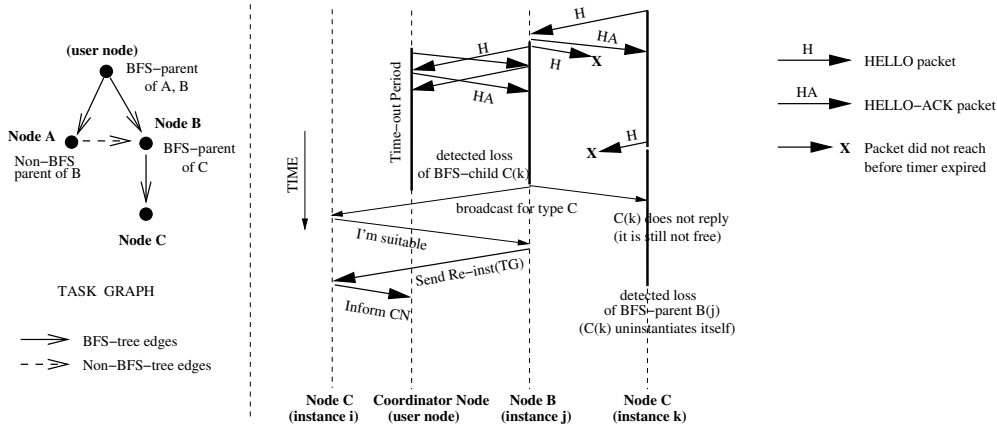 (user node)
BFS−parent
of A, B
Node A
Node B
Non−BFS
parent of B
BFS−parent
of C
Node C
TASK GRAPH
BFS−tree edges
Non−BFS−tree edges
TIME
Time−out Period
H
HA
H
H
X
HA
H
X
detected loss
of BFS−child C(k)
broadcast for type C
C(k) does not reply
(it is still not free)
I'm suitable
Send Re−inst(TG)
Inform CN
detected loss
of BFS−parent B(j)
(C(k) uninstantiates itself)
Node C
(instance i)
Coordinator Node
(user node)
Node B
(instance j)
Node C
(instance k)
H
HELLO packet
HA
HELLO−ACK packet
X
Packet did not reach
before timer expired